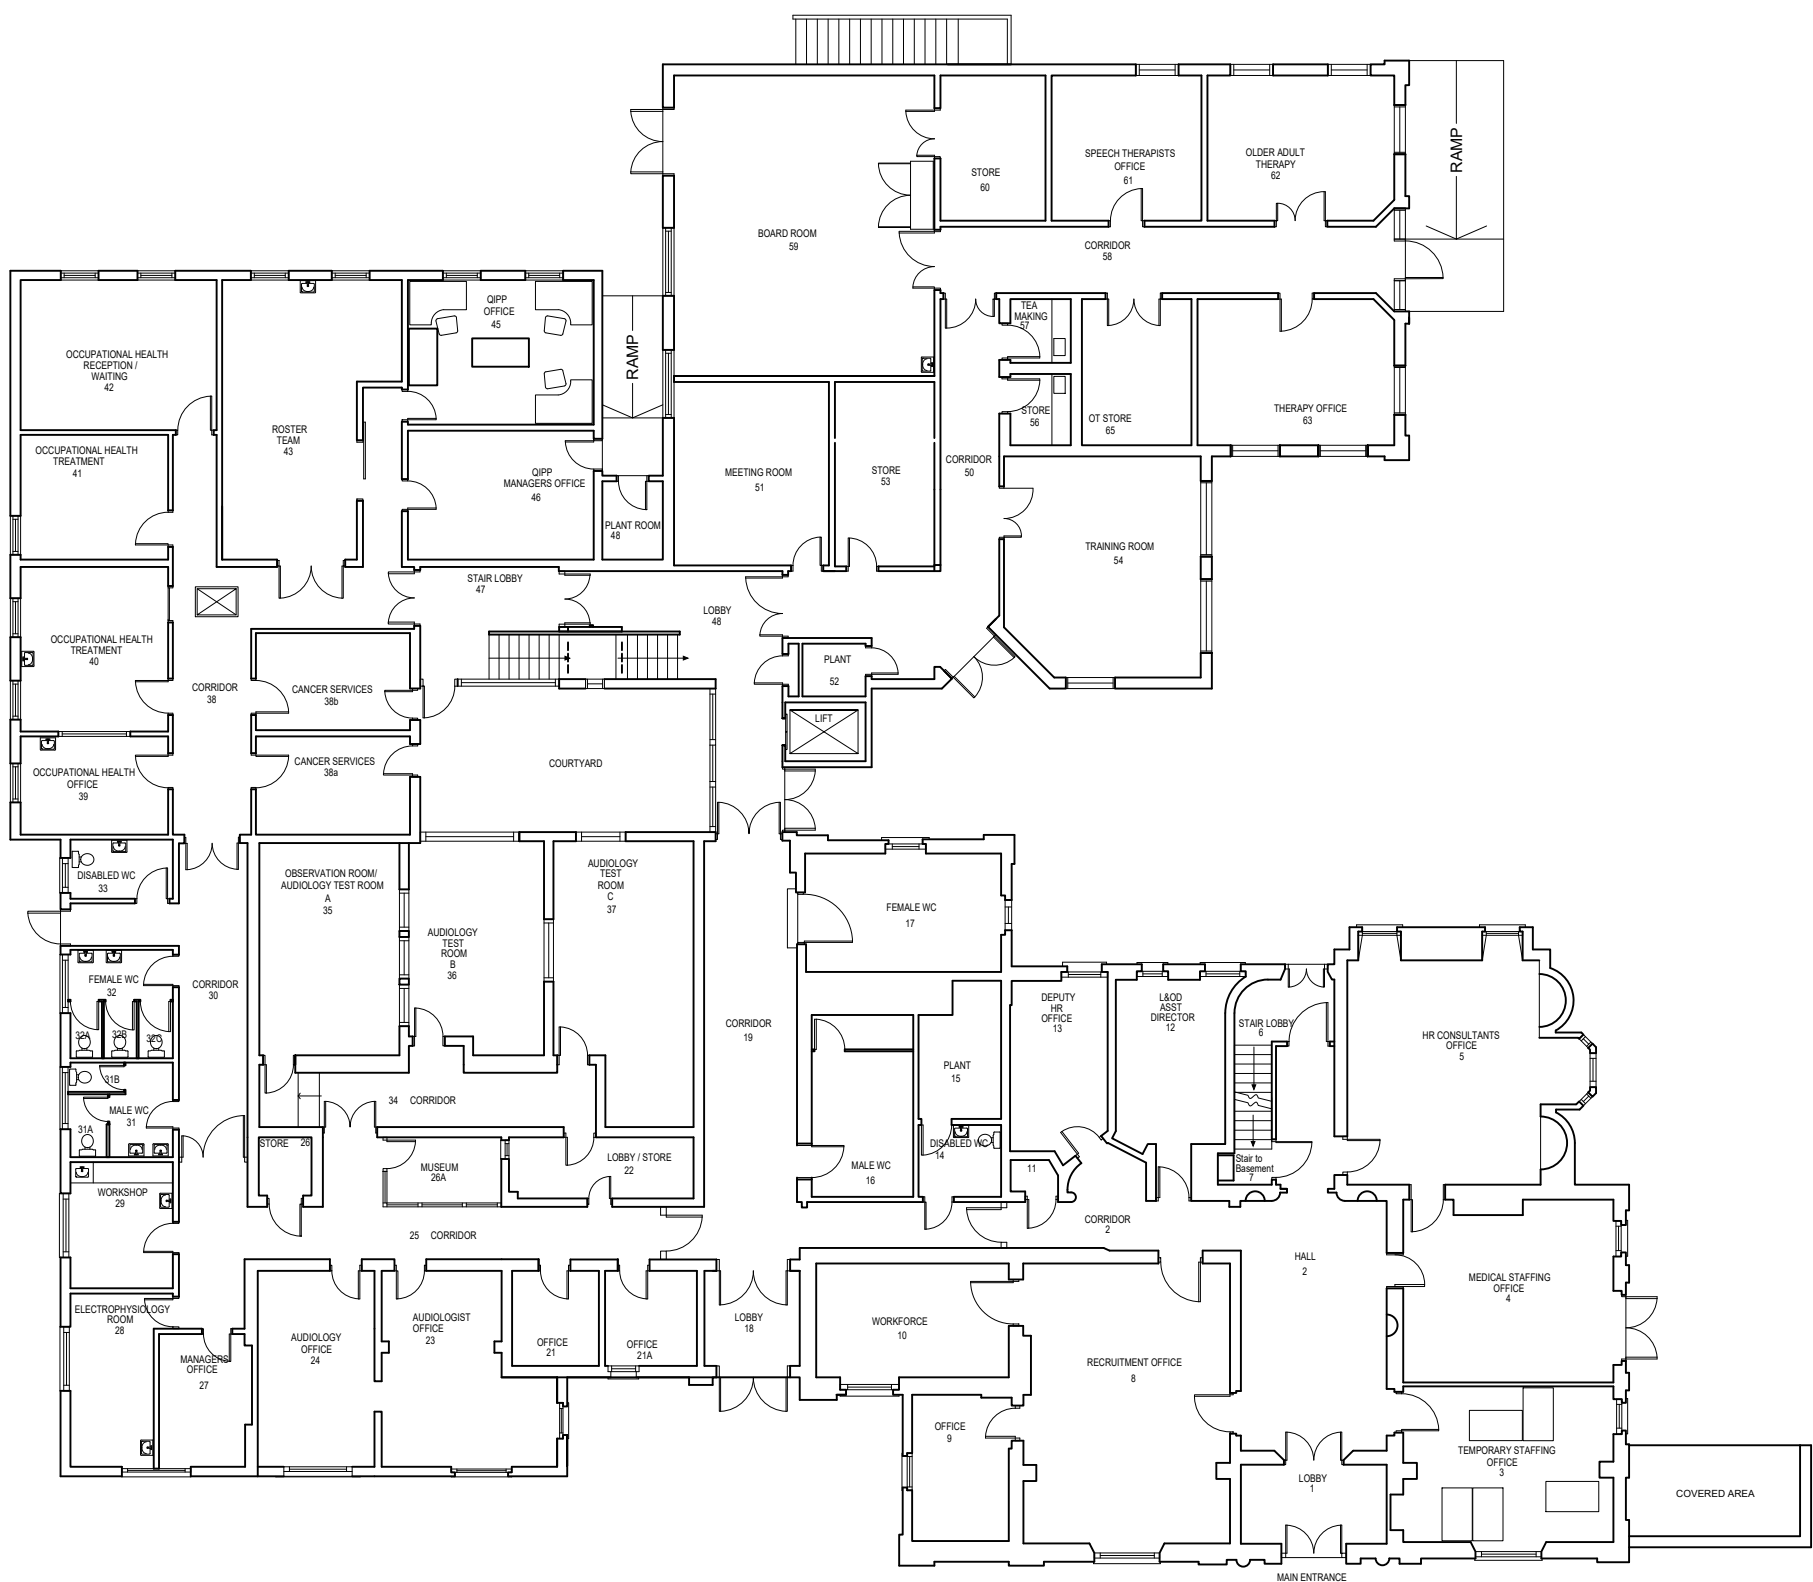 RAMP
SPEECH THERAPISTS
OFFICE
61
OLDER ADULT
THERAPY
62
STORE
60
BOARD ROOM
59
CORRIDOR
58
QIPP
OFFICE
45
TEA
MAKING
57
RAMP
OCCUPATIONAL HEALTH
RECEPTION /
WAITING
42
STORE
56
OT STORE
65
THERAPY OFFICE
63
ROSTER
TEAM
43
OCCUPATIONAL HEALTH
TREATMENT
41
QIPP
MANAGERS OFFICE
46
MEETING ROOM
51
STORE
53
CORRIDOR
50
PLANT ROOM
48
TRAINING ROOM
54
STAIR LOBBY
47
LOBBY
48
OCCUPATIONAL HEALTH
TREATMENT
40
CORRIDOR
38
CANCER SERVICES
38b
PLANT
52
LIFT
OCCUPATIONAL HEALTH
OFFICE
39
CANCER SERVICES
38a
COURTYARD
DISABLED WC
33
OBSERVATION ROOM/
AUDIOLOGY TEST ROOM
A
35
AUDIOLOGY
TEST
ROOM
B
36
AUDIOLOGY
TEST
ROOM
C
37
FEMALE WC
17
FEMALE WC
32
32A
32B
32C
CORRIDOR
30
CORRIDOR
19
DEPUTY
HR
OFFICE
13
L&OD
ASST
DIRECTOR
12
STAIR LOBBY
6
HR CONSULTANTS
OFFICE
5
31B
MALE WC
31
31A
34 CORRIDOR
PLANT
15
STORE 26
MUSEUM
26A
LOBBY / STORE
22
MALE WC
16
DISABLED WC
14
11
Stair to
Basement
7
WORKSHOP
29
25 CORRIDOR
CORRIDOR
2
HALL
2
MEDICAL STAFFING
OFFICE
4
ELECTROPHYSIOLOGY
ROOM
28
MANAGERS
OFFICE
27
AUDIOLOGY
OFFICE
24
AUDIOLOGIST
OFFICE
23
OFFICE
21
OFFICE
21A
LOBBY
18
WORKFORCE
10
RECRUITMENT OFFICE
8
OFFICE
9
LOBBY
1
TEMPORARY STAFFING
OFFICE
3
COVERED AREA
MAIN ENTRANCE